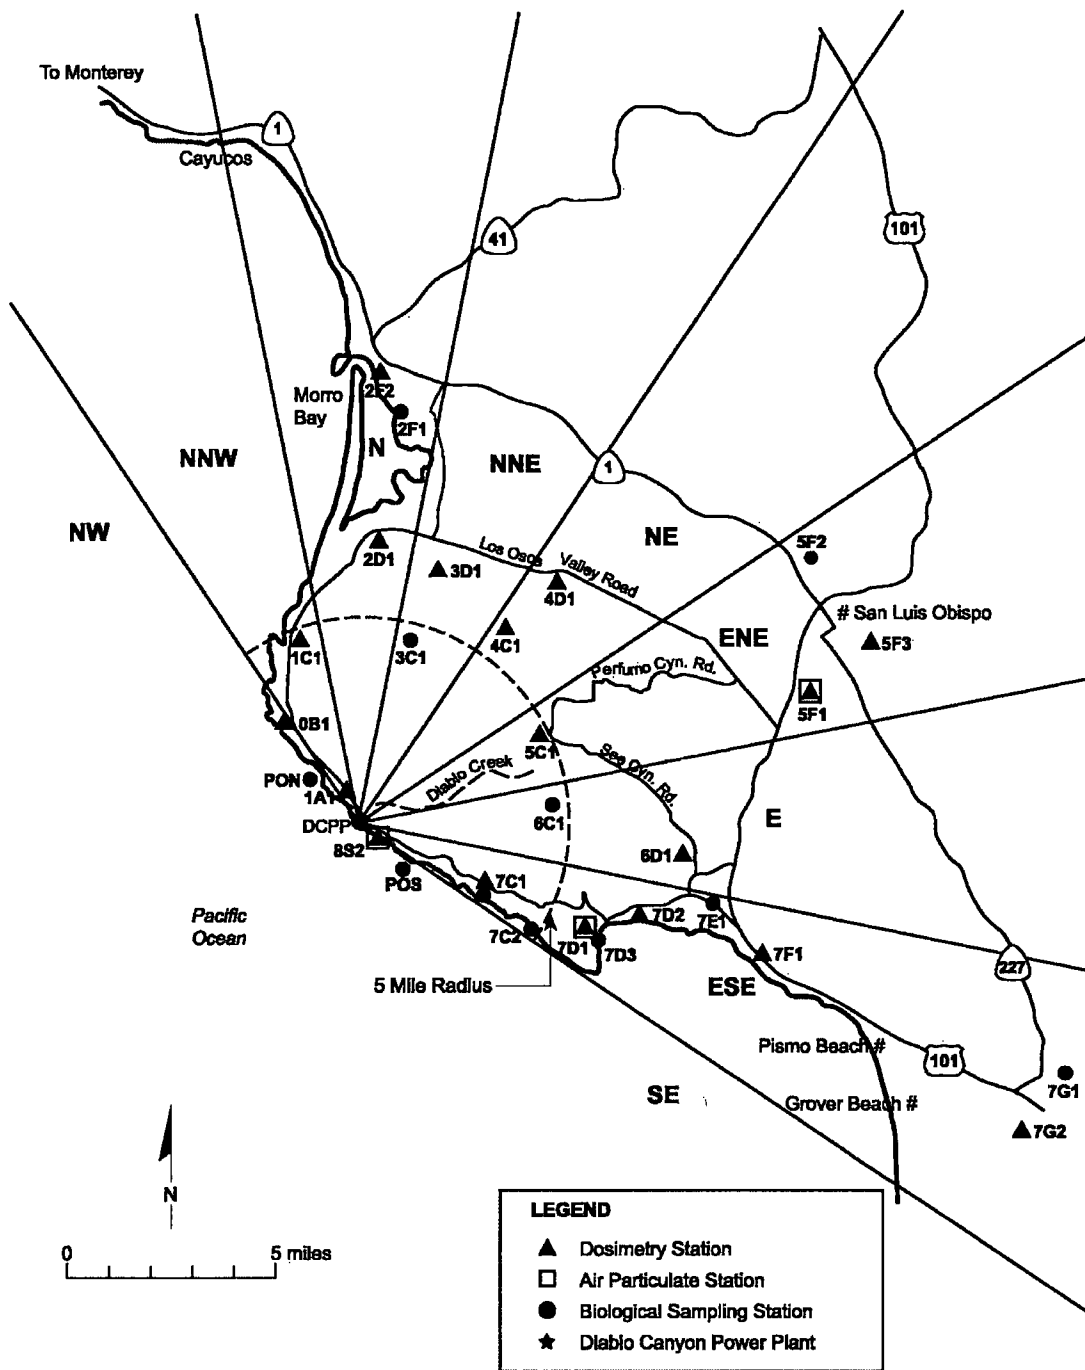 To Monterey
1
Cayucos
41
101
Morro
Bay
2F2
2F1
N
NNW
NNE
1
NW
NE
5F2
Los Osos Valley Road
2D1
3D1
4D1
# San Luis Obispo
5F3
ENE
4C1
1C1
3C1
Perfumo Cyn. Rd.
5F1
0B1
5C1
See Cyn. Rd.
Diablo Creek
PON
1A1
DCPP
6C1
E
8S2
6D1
POS
7C1
Pacific
Ocean
7C2
7D1
7D3
7D2
7E1
7F1
227
5 Mile Radius
ESE
Pismo Beach #
101
7G1
SE
Grover Beach #
7G2
N
0 5 miles
LEGEND
Dosimetry Station
Air Particulate Station
Biological Sampling Station
Diablo Canyon Power Plant